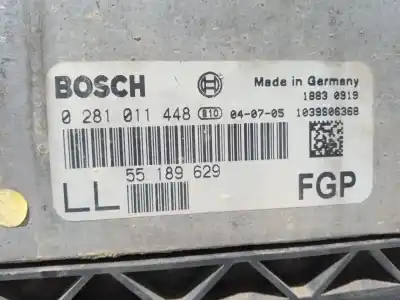 BOSCH Made in Germany
1883 0919
0 281 011 448 E10 04-07-05 1039S06368
55 189 629
LL FGP